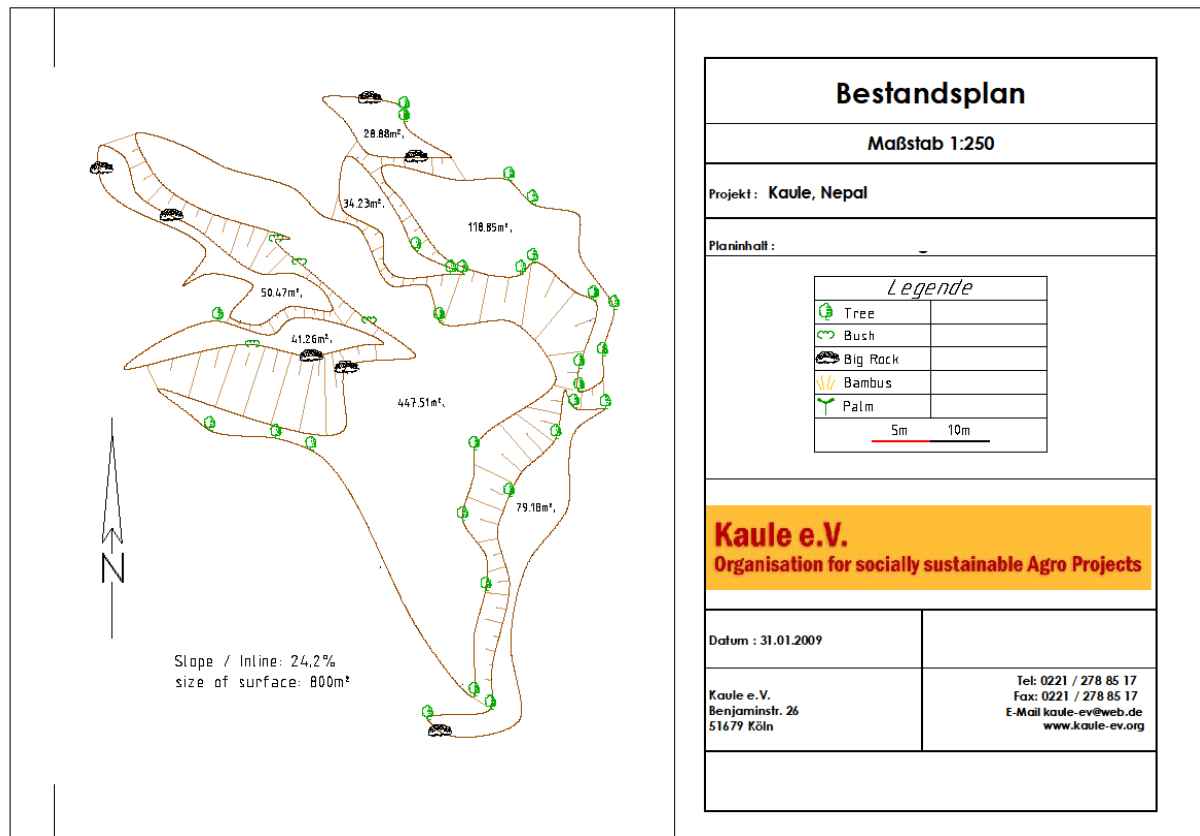 28.88m².
34.23m².
118.85m².
50.47m².
41.26m².
447.51m².
79.18m².
N
Slope / Inline: 24,2%
size of surface: 800m²
Bestandsplan
Maßstab 1:250
Projekt : Kaule, Nepal
Planinhalt :
Legende
Tree
Bush
Big Rock
Bambus
Palm
5m 10m
Kaule e.V.
Organisation for socially sustainable Agro Projects
Datum : 31.01.2009
Kaule e.V.
Benjaminstr. 26
51679 Köln
Tel: 0221 / 278 85 17
Fax: 0221 / 278 85 17
E-Mail kaule-ev@web.de
www.kaule-ev.org